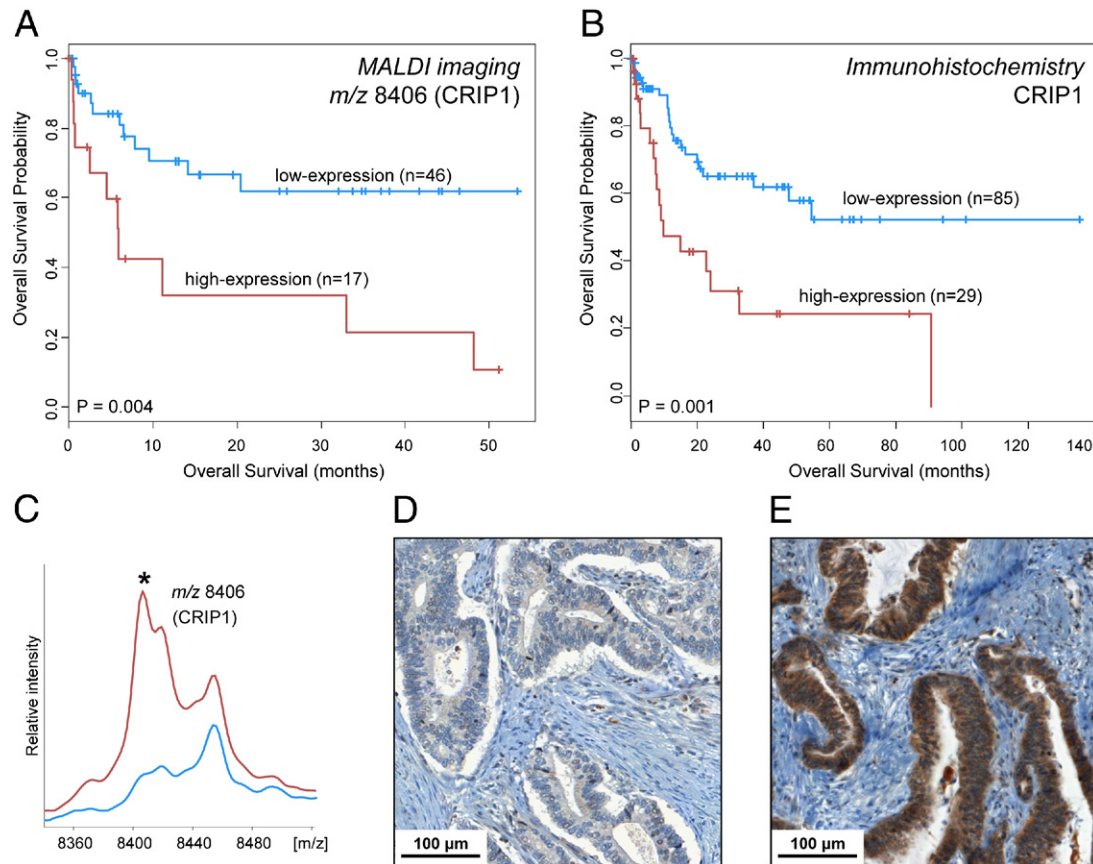 A
MALDI imaging
m/z 8406 (CRIP1)
low-expression (n=46)
high-expression (n=17)
P = 0.004
Overall Survival Probability
0.0 0.2 0.4 0.6 0.8 1.0
0 10 20 30 40 50
Overall Survival (months)
B
Immunohistochemistry
CRIP1
low-expression (n=85)
high-expression (n=29)
P = 0.001
Overall Survival Probability
0.0 0.2 0.4 0.6 0.8 1.0
0 20 40 60 80 100 120 140
Overall Survival (months)
C
*
m/z 8406
(CRIP1)
Relative intensity
8360 8400 8440 8480 [m/z]
D
100 µm
E
100 µm